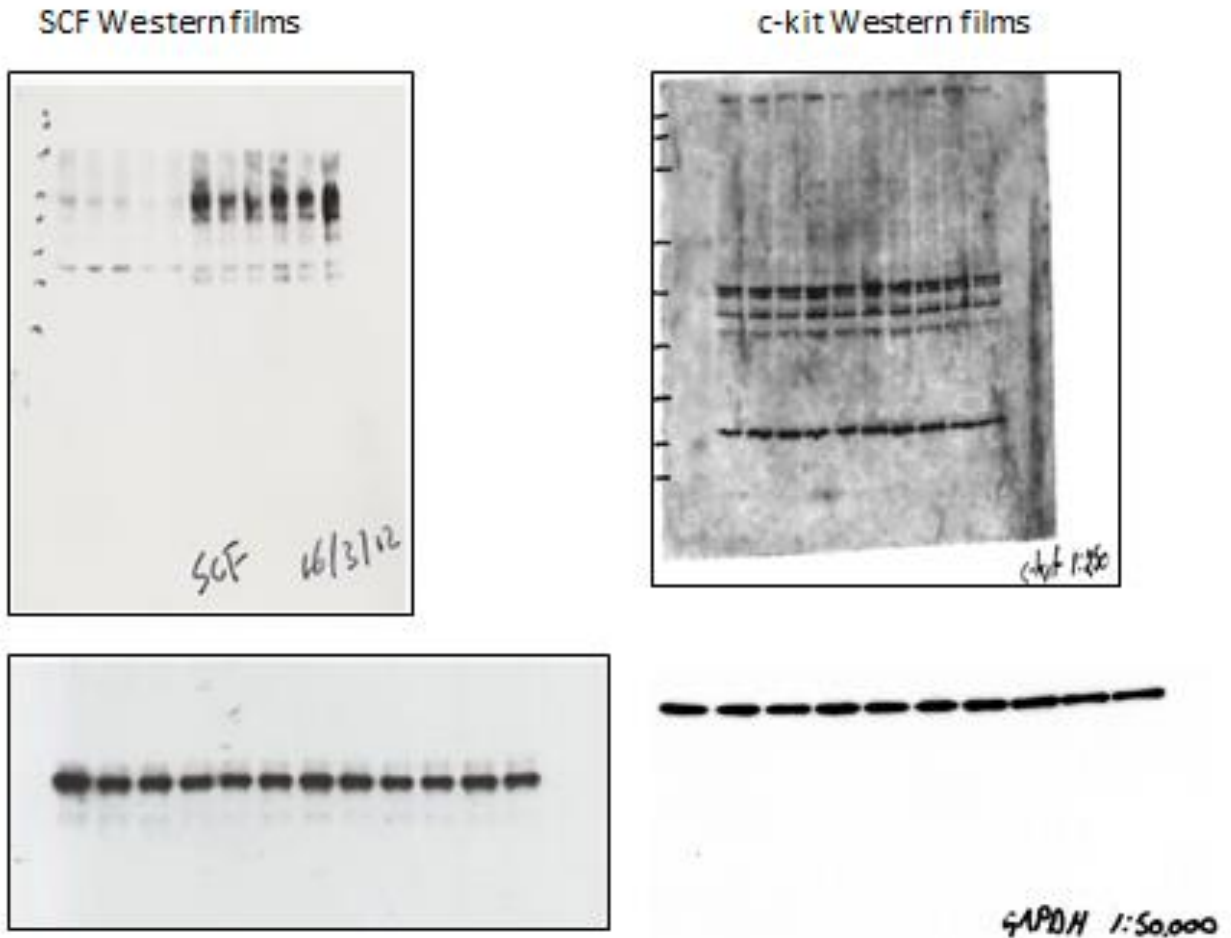 SCF Western films
c-kit Western films
SCF 16/3/12
c-kit 1:250
GAPDH 1:50,000